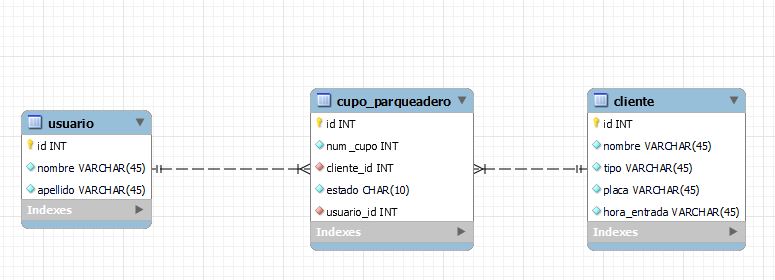 usuario
id INT
nombre VARCHAR(45)
apellido VARCHAR(45)
Indexes
cupo_parqueadero
id INT
num _cupo INT
cliente_id INT
estado CHAR(10)
usuario_id INT
Indexes
cliente
id INT
nombre VARCHAR(45)
tipo VARCHAR(45)
placa VARCHAR(45)
hora_entrada VARCHAR(45)
Indexes